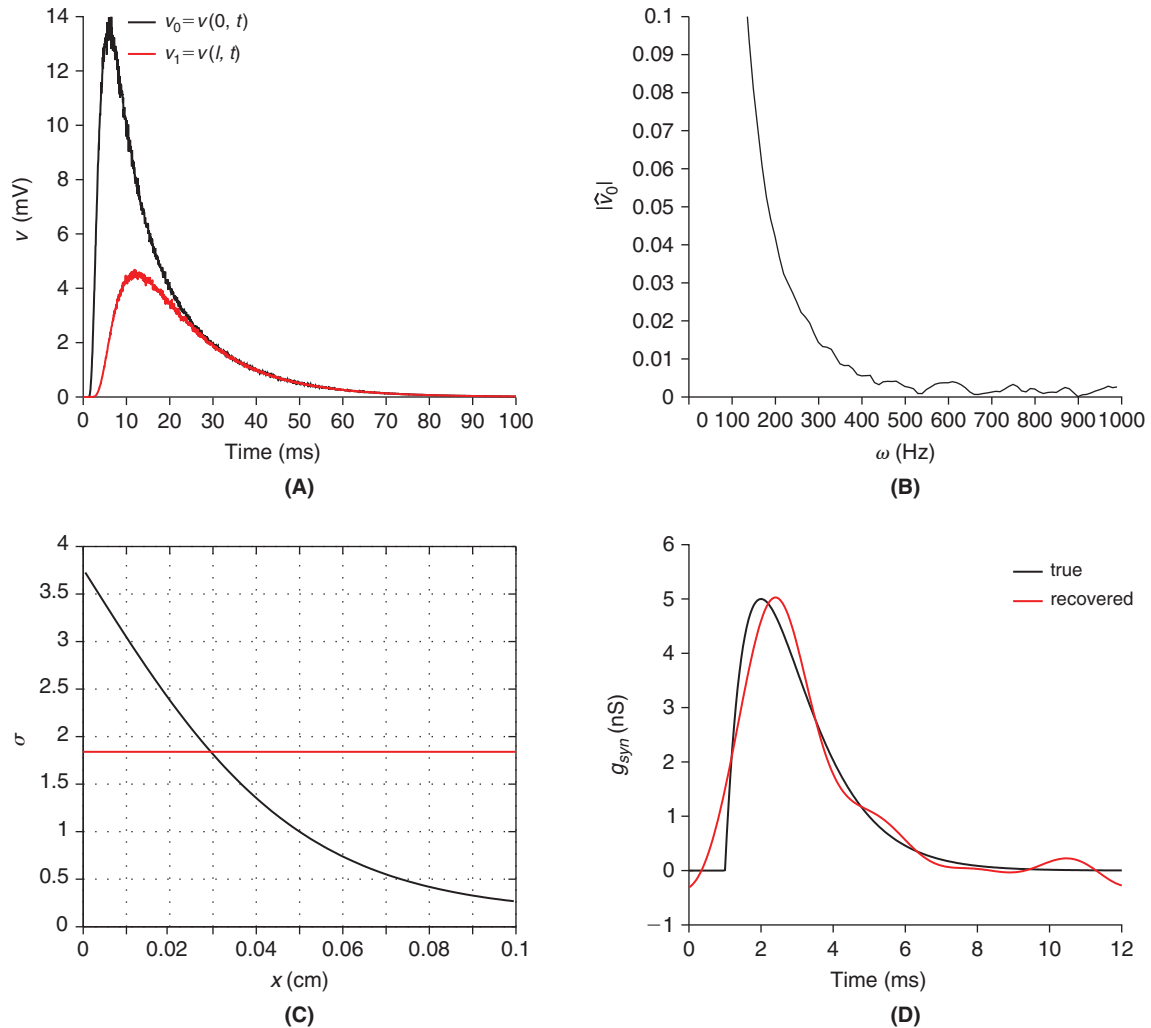 14
12
10
8
6
4
2
0
v (mV)
v₀=v(0, t)
v₁=v(l, t)
0 10 20 30 40 50 60 70 80 90 100
Time (ms)
(A)
0.1
0.09
0.08
0.07
0.06
0.05
0.04
0.03
0.02
0.01
0
|v̂₀|
0 100 200 300 400 500 600 700 800 900 1000
ω (Hz)
(B)
4
3.5
3
2.5
2
1.5
1
0.5
0
σ
0 0.02 0.04 0.06 0.08 0.1
x (cm)
(C)
6
5
4
3
2
1
0
−1
g_syn (nS)
true
recovered
0 2 4 6 8 10 12
Time (ms)
(D)